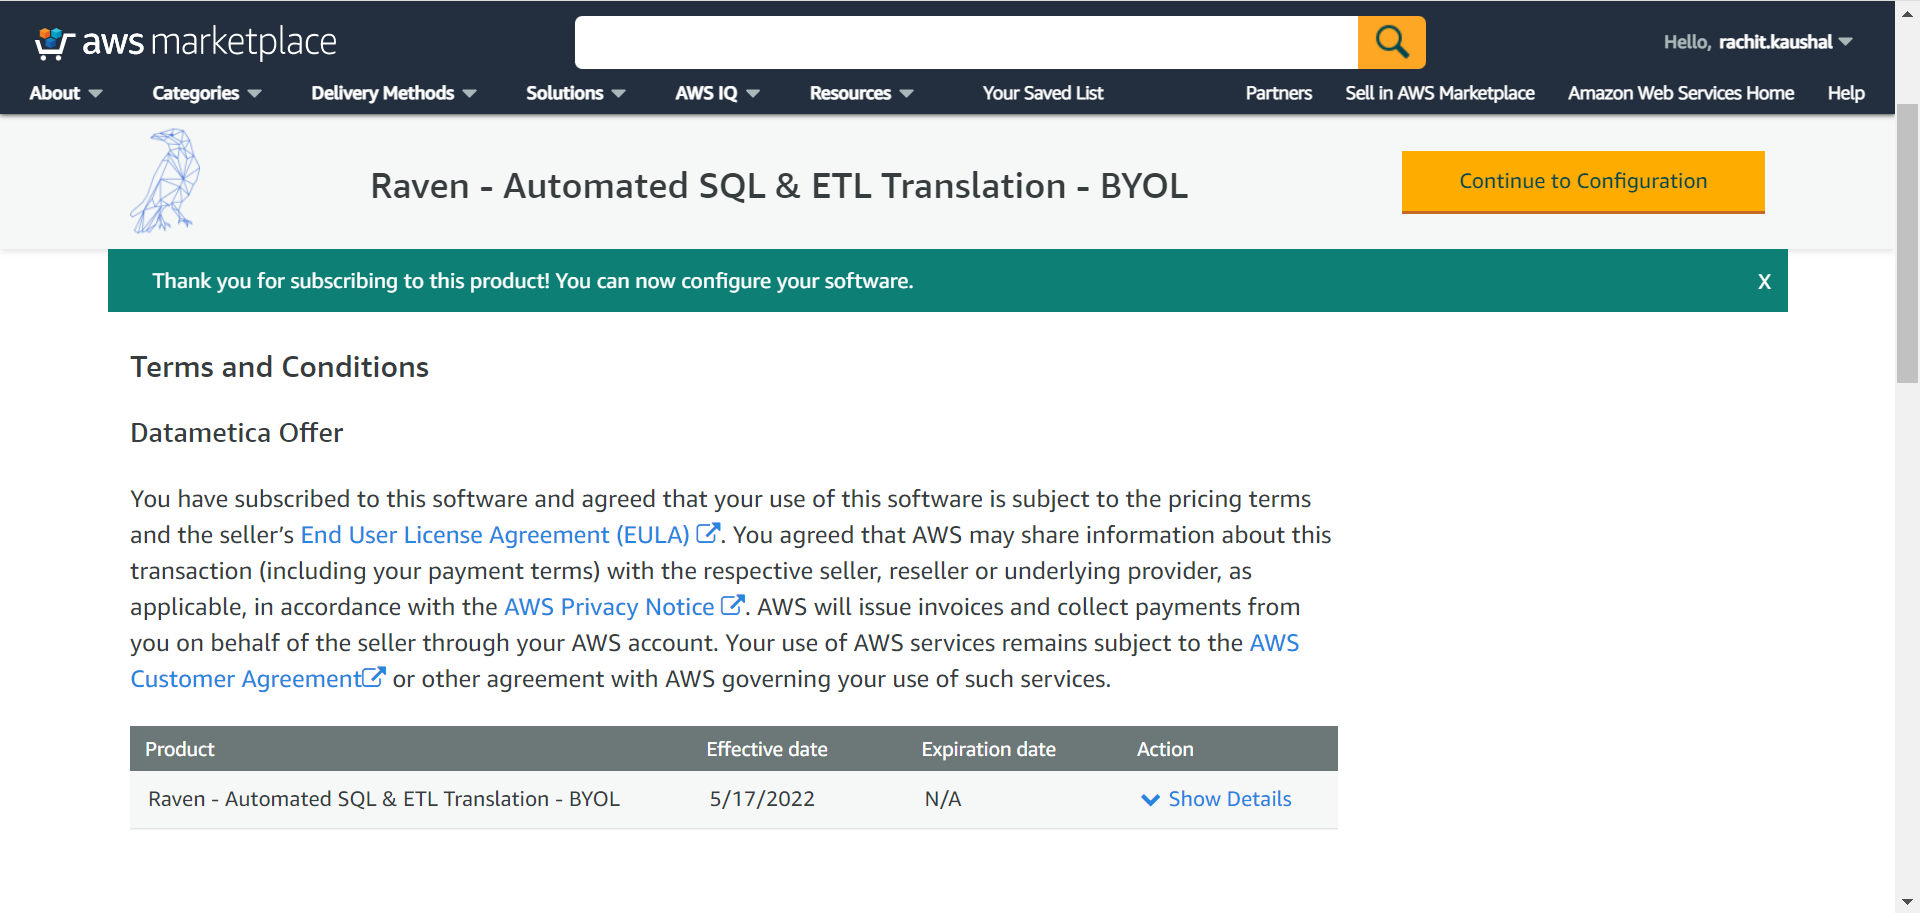 aws marketplace
Hello, rachit.kaushal
About Categories Delivery Methods Solutions AWS IQ Resources Your Saved List Partners Sell in AWS Marketplace Amazon Web Services Home Help
Raven - Automated SQL & ETL Translation - BYOL
Continue to Configuration
Thank you for subscribing to this product! You can now configure your software.
X
Terms and Conditions
Datametica Offer
You have subscribed to this software and agreed that your use of this software is subject to the pricing terms
and the seller’s End User License Agreement (EULA). You agreed that AWS may share information about this
transaction (including your payment terms) with the respective seller, reseller or underlying provider, as
applicable, in accordance with the AWS Privacy Notice. AWS will issue invoices and collect payments from
you on behalf of the seller through your AWS account. Your use of AWS services remains subject to the AWS
Customer Agreement or other agreement with AWS governing your use of such services.
Product Effective date Expiration date Action
Raven - Automated SQL & ETL Translation - BYOL 5/17/2022 N/A Show Details